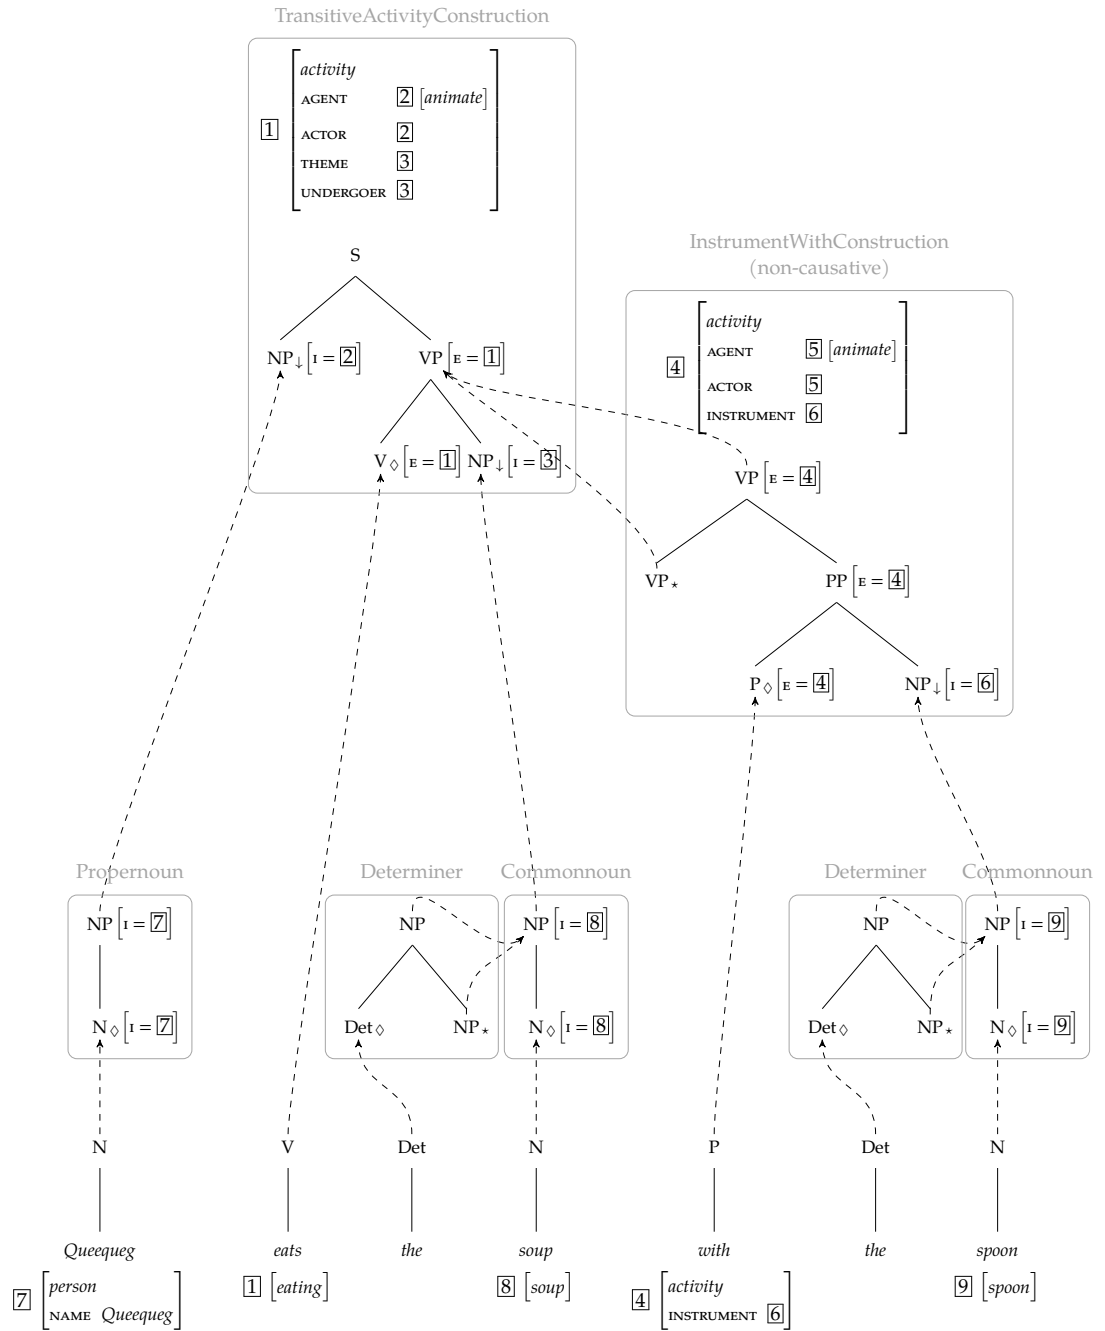 TransitiveActivityConstruction
activity
AGENT 2 [animate]
1
ACTOR 2
THEME 3
UNDERGOER 3
S
NP↓[I = 2] VP[E = 1]
V◊[E = 1] NP↓[I = 3]
InstrumentWithConstruction
(non-causative)
activity
AGENT 5 [animate]
4
ACTOR 5
INSTRUMENT 6
VP[E = 4]
VP⋆ PP[E = 4]
P◊[E = 4] NP↓[I = 6]
Propernoun Determiner Commonnoun Determiner Commonnoun
NP[I = 7] NP NP[I = 8] NP NP[I = 9]
N◊[I = 7] Det◊ NP⋆ N◊[I = 8] Det◊ NP⋆ N◊[I = 9]
N V Det N P Det N
Queequeg eats the soup with the spoon
7 [person
NAME Queequeg]
1 [eating]
8 [soup]
4 [activity
INSTRUMENT 6]
9 [spoon]